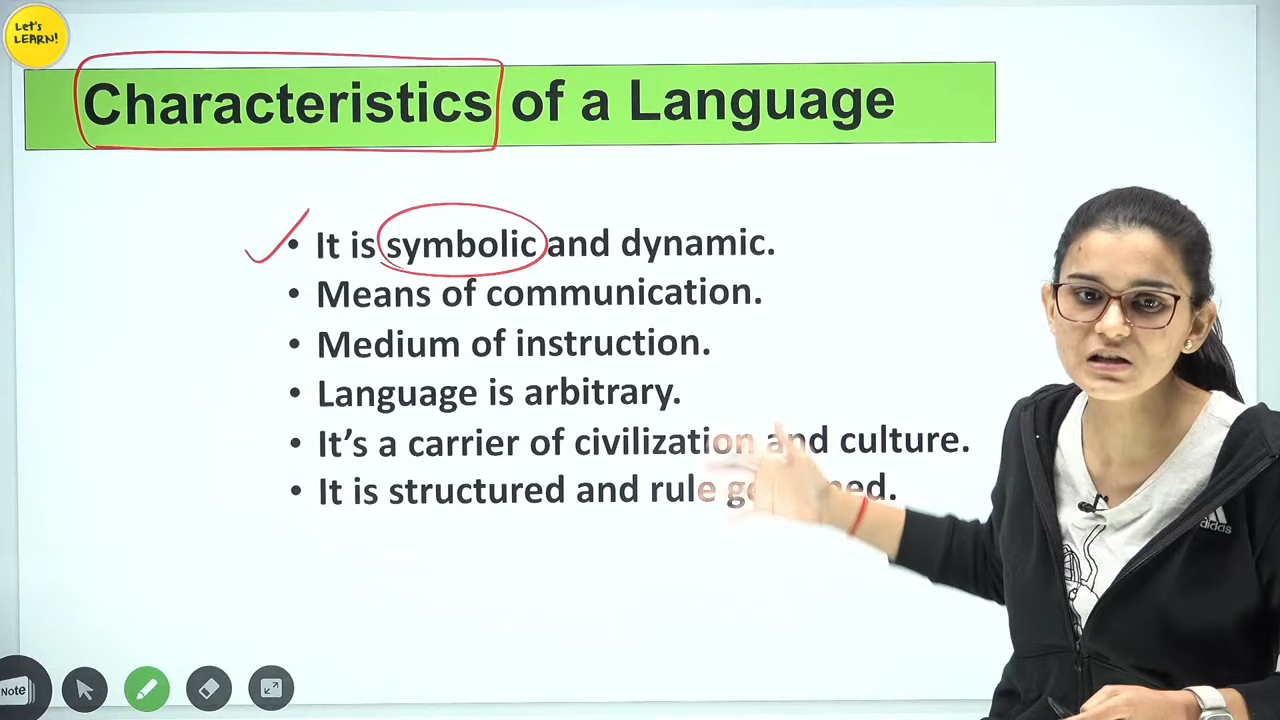 Let's
LEARN!
Characteristics of a Language
• It is symbolic and dynamic.
• Means of communication.
• Medium of instruction.
• Language is arbitrary.
• It's a carrier of civilization and culture.
• It is structured and rule
adidas
Note